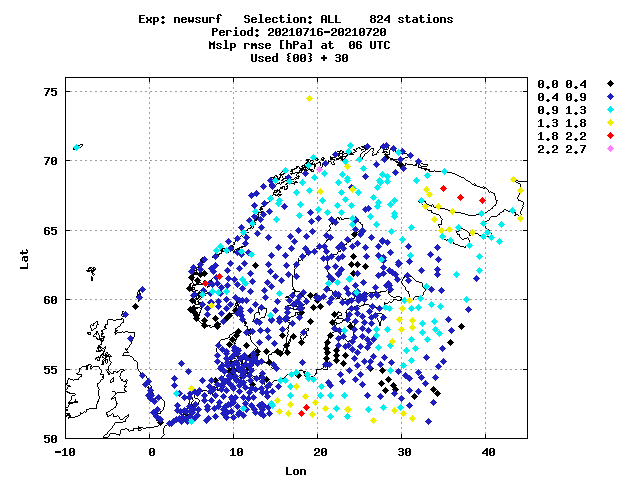 Exp: newsurf   Selection: ALL    824 stations
Period: 20210716-20210720
Mslp rmse [hPa] at  06 UTC
Used {00} + 30
0.0 0.4
0.4 0.9
0.9 1.3
1.3 1.8
1.8 2.2
2.2 2.7
75
70
65
60
55
50
Lat
-10 0 10 20 30 40
Lon